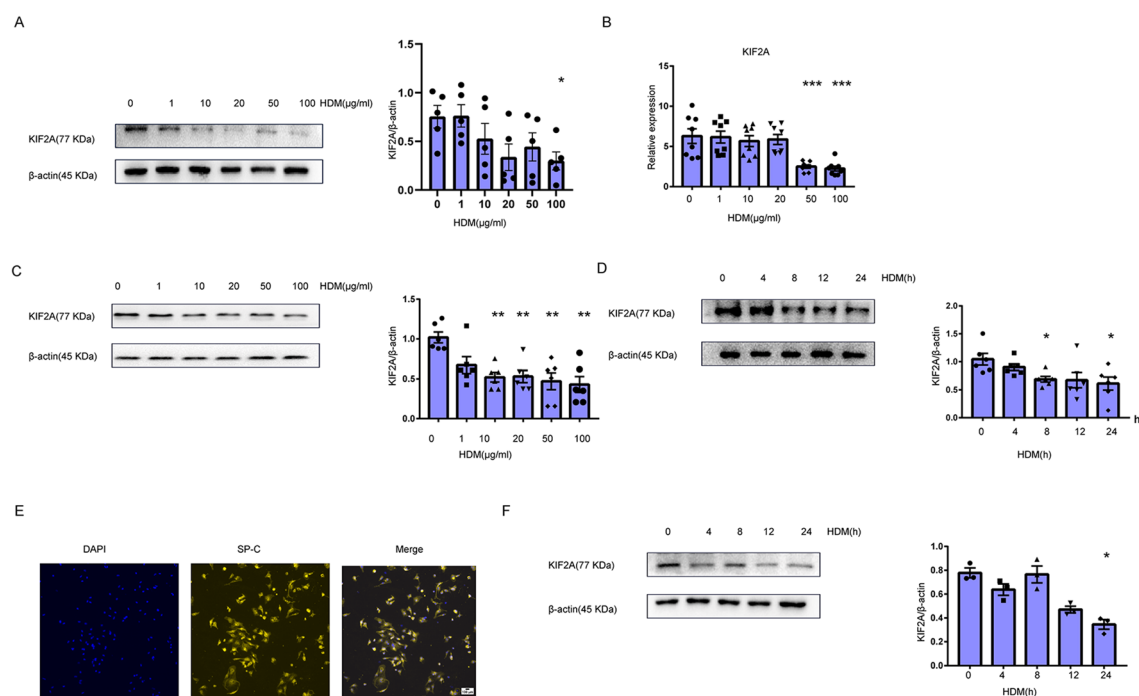 A
0 1 10 20 50 100 HDM(μg/ml)
KIF2A(77 KDa)
β-actin(45 KDa)
KIF2A/β-actin
1.5
1.0
0.5
0.0
*
0 1 10 20 50 100
HDM(μg/ml)
B
KIF2A
Relative expression
15
10
5
0
*** ***
0 1 10 20 50 100
HDM(μg/ml)
C
0 1 10 20 50 100 HDM(μg/ml)
KIF2A(77 KDa)
β-actin(45 KDa)
KIF2A/β-actin
1.5
1.0
0.5
0.0
** ** ** **
0 1 10 20 50 100
HDM(μg/ml)
D
0 4 8 12 24 HDM(h)
KIF2A(77 KDa)
β-actin(45 KDa)
KIF2A/β-actin
2.0
1.5
1.0
0.5
0.0
* *
0 4 8 12 24
h
HDM(h)
E
DAPI SP-C Merge
F
0 4 8 12 24 HDM(h)
KIF2A(77 KDa)
β-actin(45 KDa)
KIF2A/β-actin
1.0
0.8
0.6
0.4
0.2
0.0
*
0 4 8 12 24
HDM(h)